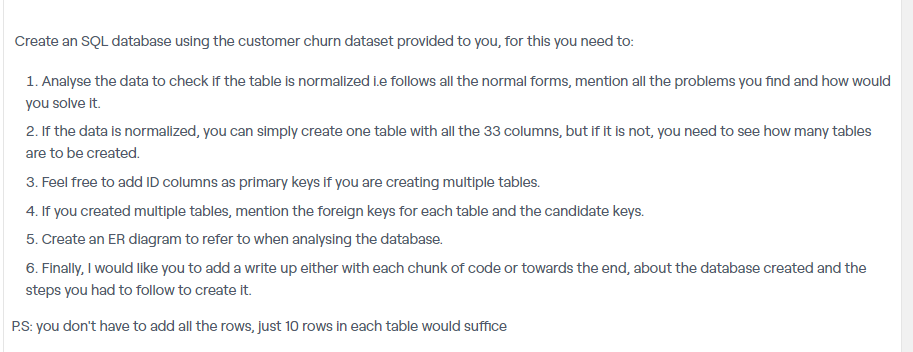 Create an SQL database using the customer churn dataset provided to you, for this you need to:
1. Analyse the data to check if the table is normalized i.e follows all the normal forms, mention all the problems you find and how would
you solve it.
2. If the data is normalized, you can simply create one table with all the 33 columns, but if it is not, you need to see how many tables
are to be created.
3. Feel free to add ID columns as primary keys if you are creating multiple tables.
4. If you created multiple tables, mention the foreign keys for each table and the candidate keys.
5. Create an ER diagram to refer to when analysing the database.
6. Finally, I would like you to add a write up either with each chunk of code or towards the end, about the database created and the
steps you had to follow to create it.
P.S: you don't have to add all the rows, just 10 rows in each table would suffice